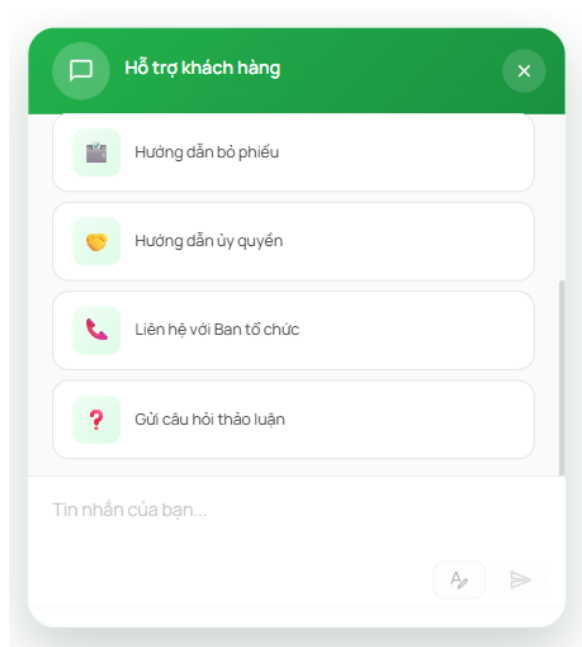 Hỗ trợ khách hàng
Hướng dẫn bỏ phiếu
Hướng dẫn ủy quyền
Liên hệ với Ban tổ chức
Gửi câu hỏi thảo luận
Tin nhắn của bạn...